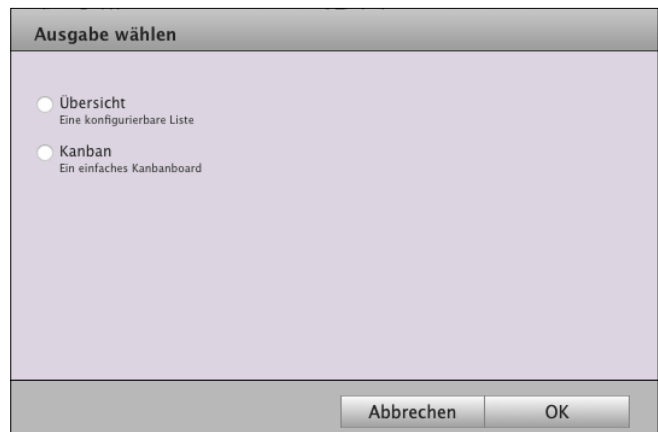 Ausgabe wählen
Übersicht
Eine konfigurierbare Liste
Kanban
Ein einfaches Kanbanboard
Abbrechen
OK